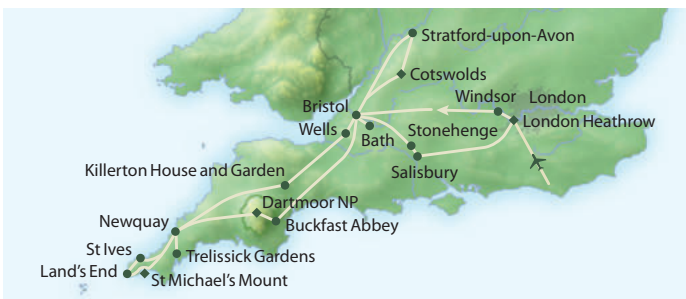 Stratford-upon-Avon
Cotswolds
Bristol
Windsor
London
London Heathrow
Wells
Bath
Stonehenge
Salisbury
Killerton House and Garden
Dartmoor NP
Buckfast Abbey
Newquay
St Ives
Trelissick Gardens
Land's End
St Michael's Mount